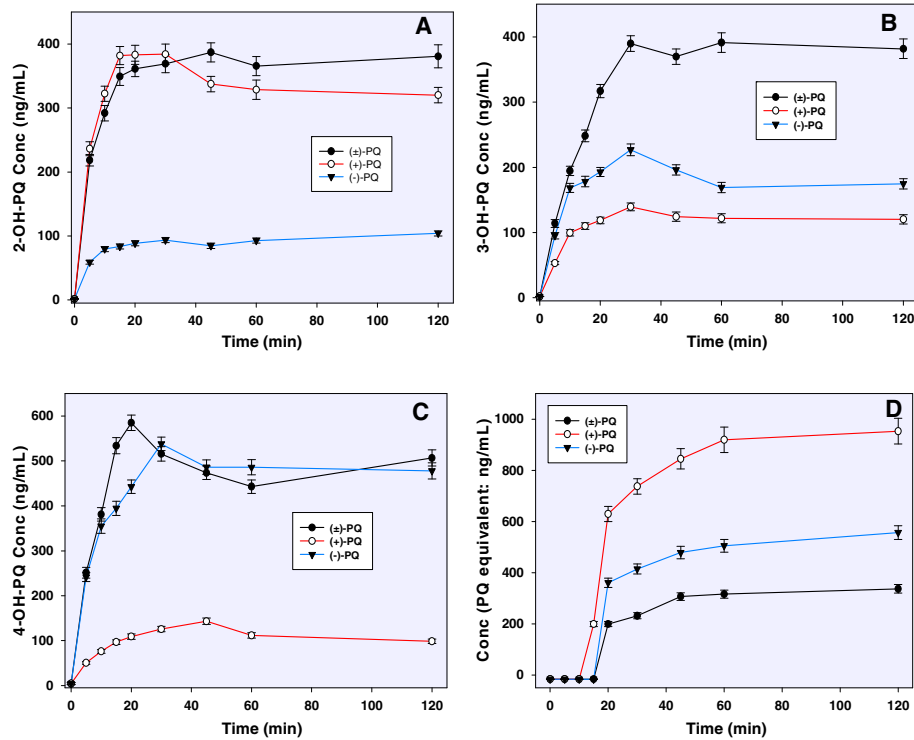 A
2-OH-PQ Conc (ng/mL)
400
300
200
100
0
(±)-PQ
(+)-PQ
(-)-PQ
0 20 40 60 80 100 120
Time (min)
B
3-OH-PQ Conc (ng/mL)
400
300
200
100
0
(±)-PQ
(+)-PQ
(-)-PQ
0 20 40 60 80 100 120
Time (min)
C
4-OH-PQ Conc (ng/mL)
600
500
400
300
200
100
0
(±)-PQ
(+)-PQ
(-)-PQ
0 20 40 60 80 100 120
Time (min)
D
Conc (PQ equivalent: ng/mL)
1000
800
600
400
200
0
(±)-PQ
(+)-PQ
(-)-PQ
0 20 40 60 80 100 120
Time (min)